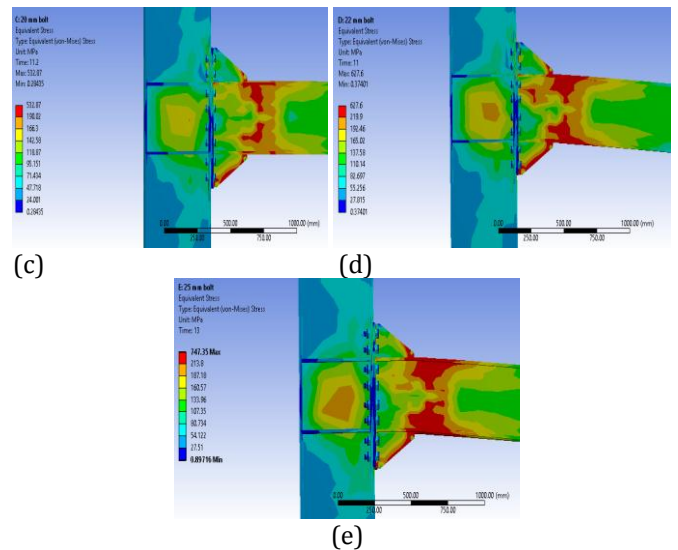 C: 20 mm bolt
Equivalent Stress
Type: Equivalent (von-Mises) Stress
Unit: MPa
Time: 11.2
Max: 532.87
Min: 0.28435
532.87
190.02
166.3
142.58
118.87
95.151
71.434
47.718
24.001
0.28435
0.00 500.00 1000.00 (mm)
250.00 750.00
(c)
D: 22 mm bolt
Equivalent Stress
Type: Equivalent (von-Mises) Stress
Unit: MPa
Time: 11
Max: 627.6
Min: 0.37401
627.6
219.9
192.46
165.02
137.58
110.14
82.697
55.256
27.815
0.37401
0.00 500.00 1000.00 (mm)
250.00 750.00
(d)
E: 25 mm bolt
Equivalent Stress
Type: Equivalent (von-Mises) Stress
Unit: MPa
Time: 13
747.35 Max
213.8
160.57
133.96
107.35
80.734
54.122
27.51
0.89716 Min
0.00 500.00 1000.00 (mm)
250.00 750.00
(e)